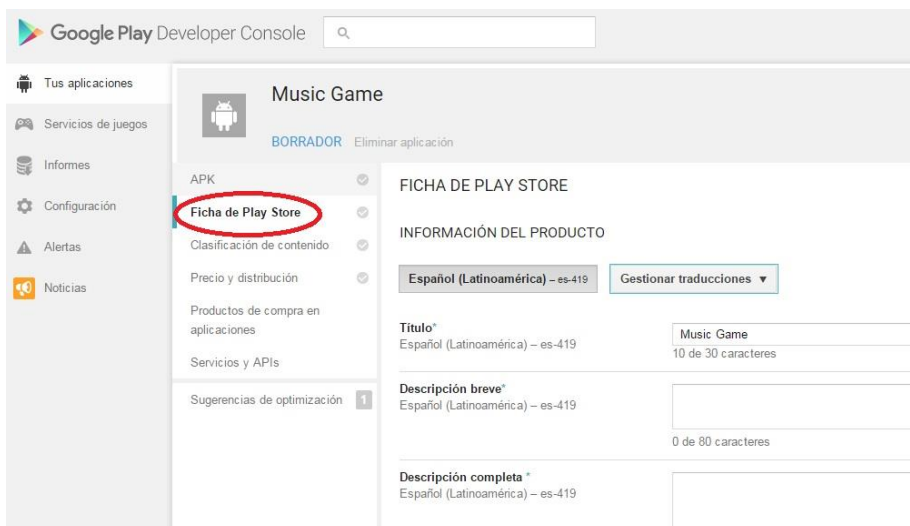 Google Play Developer Console
Tus aplicaciones
Servicios de juegos
Informes
Configuración
Alertas
Noticias
Music Game
BORRADOR Eliminar aplicación
APK
Ficha de Play Store
Clasificación de contenido
Precio y distribución
Productos de compra en
aplicaciones
Servicios y APIs
Sugerencias de optimización 1
FICHA DE PLAY STORE
INFORMACIÓN DEL PRODUCTO
Español (Latinoamérica) – es-419 Gestionar traducciones
Título*
Español (Latinoamérica) – es-419
Music Game
10 de 30 caracteres
Descripción breve*
Español (Latinoamérica) – es-419
0 de 80 caracteres
Descripción completa *
Español (Latinoamérica) – es-419